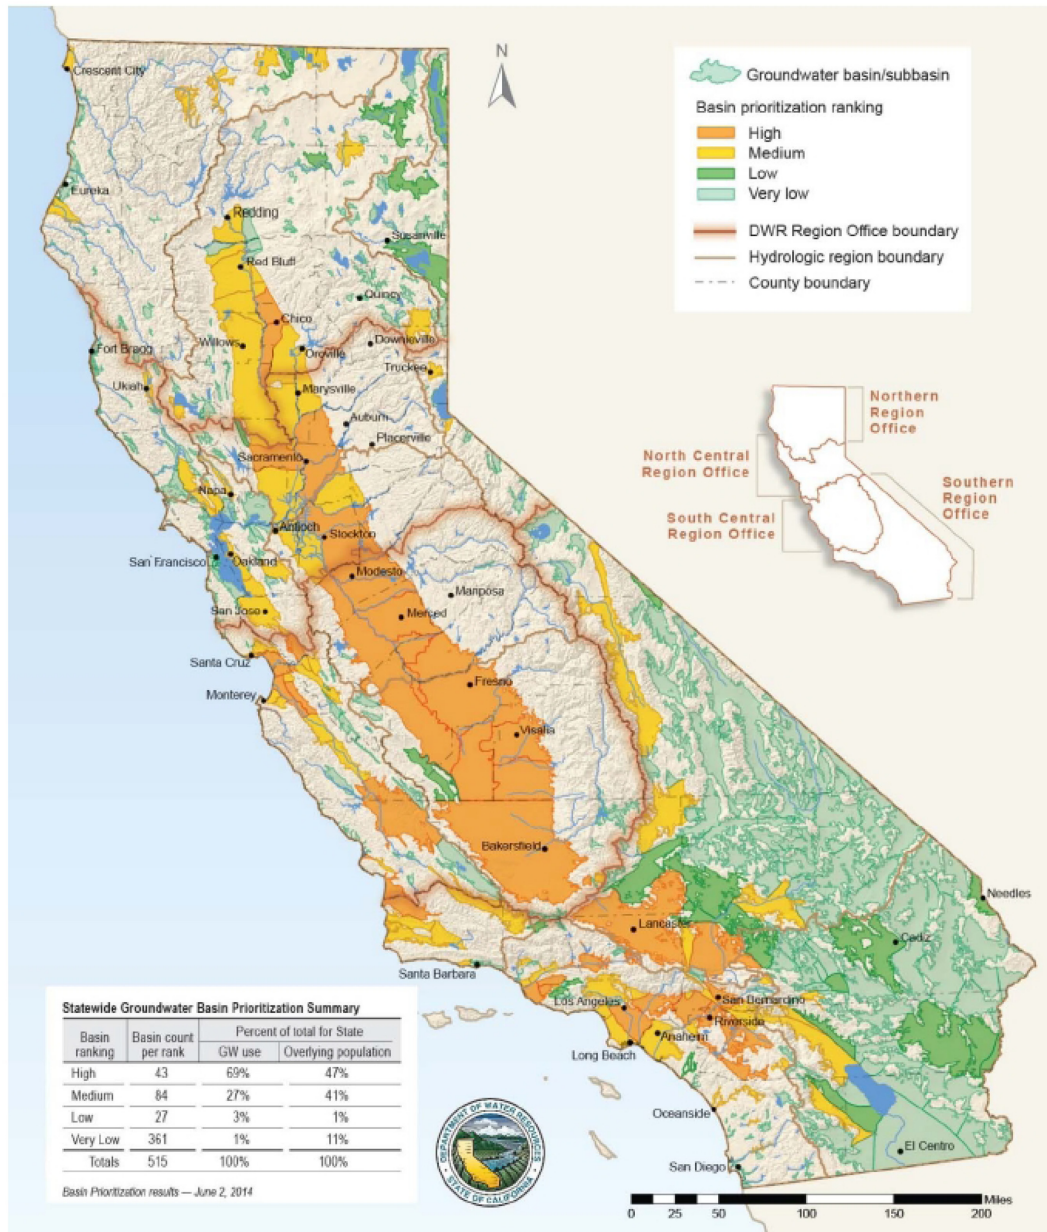 N
Crescent City
Eureka
Redding
Susanville
Red Bluff
Quincy
Chico
Fort Bragg
Willows
Oroville
Downieville
Truckee
Ukiah
Marysville
Auburn
Placerville
Sacramento
Napa
Antioch
Stockton
San Francisco
Oakland
Modesto
Mariposa
San Jose
Merced
Santa Cruz
Monterey
Fresno
Visalia
Bakersfield
Needles
Lancaster
Cadiz
Santa Barbara
Los Angeles
San Bernardino
Riverside
Anaheim
Long Beach
Oceanside
El Centro
San Diego
Groundwater basin/subbasin
Basin prioritization ranking
High
Medium
Low
Very low
DWR Region Office boundary
Hydrologic region boundary
County boundary
Northern
Region
Office
North Central
Region Office
South Central
Region Office
Southern
Region
Office
Statewide Groundwater Basin Prioritization Summary
Basin ranking Basin count per rank Percent of total for State
GW use Overlying population
High 43 69% 47%
Medium 84 27% 41%
Low 27 3% 1%
Very Low 361 1% 11%
Totals 515 100% 100%
Basin Prioritization results — June 2, 2014
DEPARTMENT OF WATER RESOURCES
STATE OF CALIFORNIA
Miles
0 25 50 100 150 200